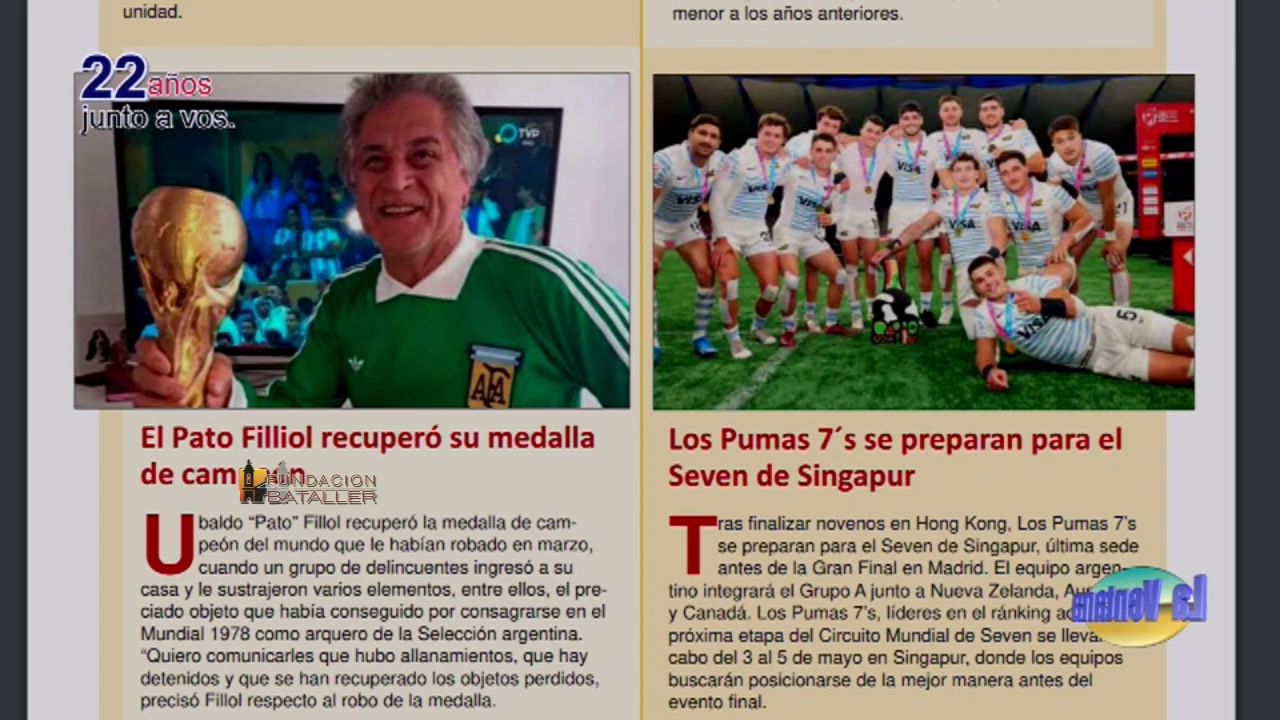 unidad.
menor a los años anteriores.
22 años
junto a vos.
TVP
AFA
VISA
VISA
VISA
VISA
VISA
5
El Pato Filliol recuperó su medalla
de
FUNDACION
BATALLER
Ubaldo “Pato” Fillol recuperó la medalla de cam-
peón del mundo que le habían robado en marzo,
cuando un grupo de delincuentes ingresó a su
casa y le sustrajeron varios elementos, entre ellos, el pre-
ciado objeto que había conseguido por consagrarse en el
Mundial 1978 como arquero de la Selección argentina.
“Quiero comunicarles que hubo allanamientos, que hay
detenidos y que se han recuperado los objetos perdidos,
precisó Fillol respecto al robo de la medalla.
Los Pumas 7´s se preparan para el
Seven de Singapur
Tras finalizar novenos en Hong Kong, Los Pumas 7’s
se preparan para el Seven de Singapur, última sede
antes de la Gran Final en Madrid. El equipo argen-
tino integrará el Grupo A junto a Nueva Zelanda,
y Canadá. Los Pumas 7’s, líderes en el ránking
próxima etapa del Circuito Mundial de Seven se
cabo del 3 al 5 de mayo en Singapur, donde los equipos
buscarán posicionarse de la mejor manera antes del
evento final.
La Ventana